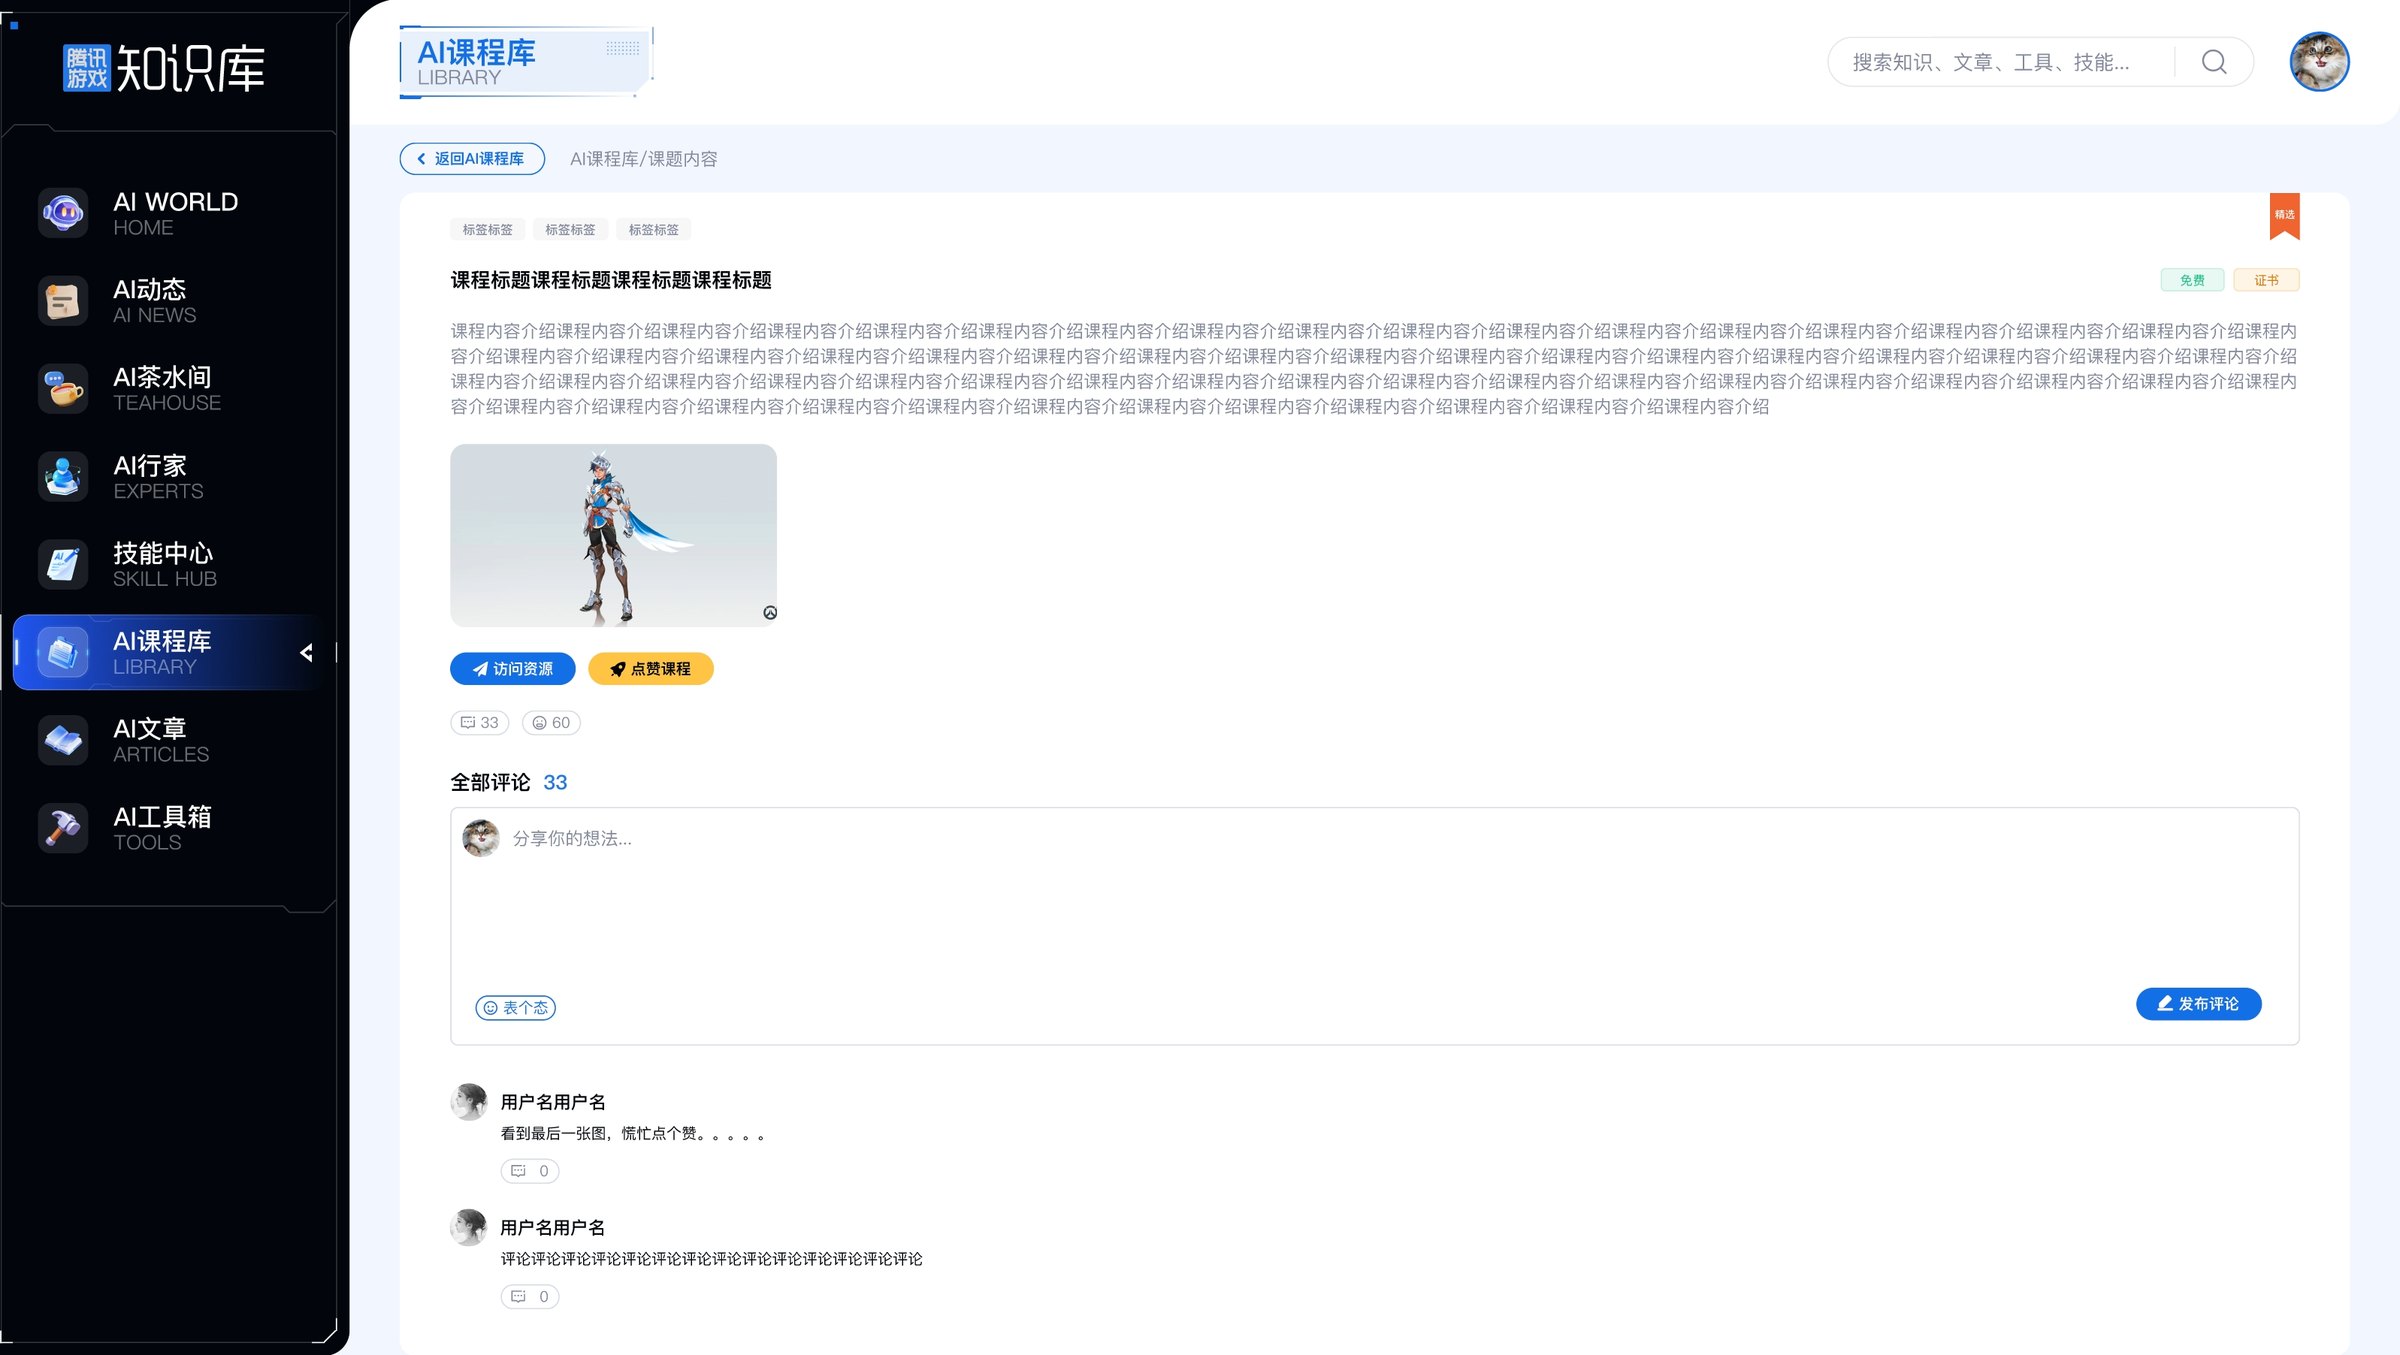 腾讯游戏 知识库
AI WORLD
HOME
AI动态
AI NEWS
AI茶水间
TEAHOUSE
AI行家
EXPERTS
技能中心
SKILL HUB
AI课程库
LIBRARY
AI文章
ARTICLES
AI工具箱
TOOLS
AI课程库
LIBRARY
搜索知识、文章、工具、技能...
返回AI课程库 AI课程库/课题内容
精选
标签标签 标签标签 标签标签
课程标题课程标题课程标题课程标题
免费 证书
课程内容介绍课程内容介绍课程内容介绍课程内容介绍课程内容介绍课程内容介绍课程内容介绍课程内容介绍课程内容介绍课程内容介绍课程内容介绍课程内容介绍课程内容介绍课程内容介绍课程内容介绍课程内容介绍课程内容介绍课程内
容介绍课程内容介绍课程内容介绍课程内容介绍课程内容介绍课程内容介绍课程内容介绍课程内容介绍课程内容介绍课程内容介绍课程内容介绍课程内容介绍课程内容介绍课程内容介绍课程内容介绍课程内容介绍课程内容介绍课程内容介绍
课程内容介绍课程内容介绍课程内容介绍课程内容介绍课程内容介绍课程内容介绍课程内容介绍课程内容介绍课程内容介绍课程内容介绍课程内容介绍课程内容介绍课程内容介绍课程内容介绍课程内容介绍课程内容介绍课程内容介绍课程内
容介绍课程内容介绍课程内容介绍课程内容介绍课程内容介绍课程内容介绍课程内容介绍课程内容介绍课程内容介绍课程内容介绍课程内容介绍课程内容介绍课程内容介绍
访问资源 点赞课程
33 60
全部评论 33
分享你的想法...
表个态
发布评论
用户名用户名
看到最后一张图，慌忙点个赞。。。。。
0
用户名用户名
评论评论评论评论评论评论评论评论评论评论评论评论评论评论
0